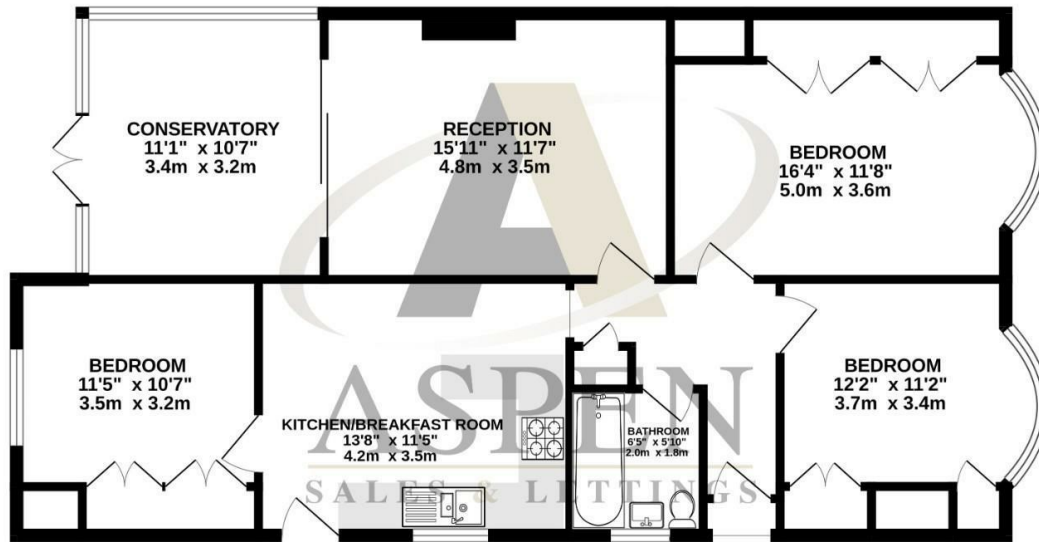 CONSERVATORY
11'1" x 10'7"
3.4m x 3.2m
RECEPTION
15'11" x 11'7"
4.8m x 3.5m
BEDROOM
16'4" x 11'8"
5.0m x 3.6m
BEDROOM
11'5" x 10'7"
3.5m x 3.2m
KITCHEN/BREAKFAST ROOM
13'8" x 11'5"
4.2m x 3.5m
BATHROOM
6'5" x 5'10"
2.0m x 1.8m
BEDROOM
12'2" x 11'2"
3.7m x 3.4m
ASPEN
SALES & LETTINGS